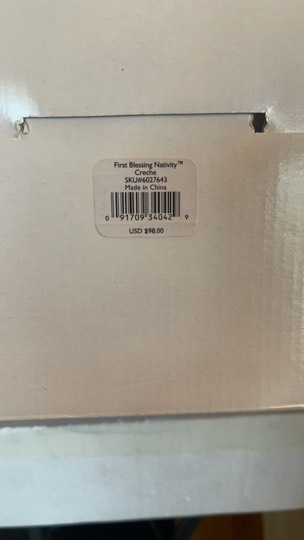 First Blessing Nativity™
Creche
SKU#6027643
Made in China
0 91709 34042 9
USD $98.00